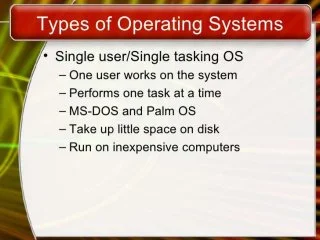 Types of Operating Systems
• Single user/Single tasking OS
– One user works on the system
– Performs one task at a time
– MS-DOS and Palm OS
– Take up little space on disk
– Run on inexpensive computers